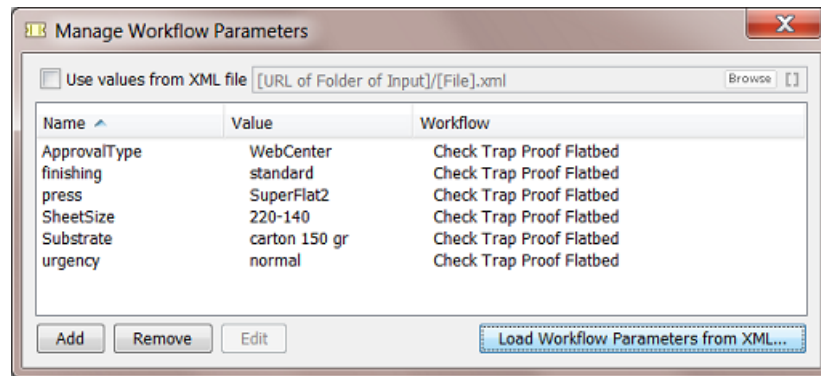 Manage Workflow Parameters
Use values from XML file [URL of Folder of Input]/[File].xml Browse []
Name Value Workflow
ApprovalType WebCenter Check Trap Proof Flatbed
finishing standard Check Trap Proof Flatbed
press SuperFlat2 Check Trap Proof Flatbed
SheetSize 220-140 Check Trap Proof Flatbed
Substrate carton 150 gr Check Trap Proof Flatbed
urgency normal Check Trap Proof Flatbed
Add Remove Edit Load Workflow Parameters from XML...